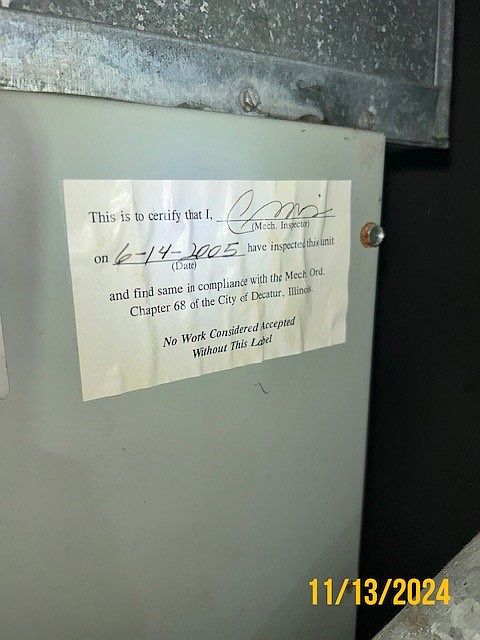 This is to certify that I,
(Mech. Inspector)
on 6-14-2005 have inspected this unit
(Date)
and find same in compliance with the Mech Ord.
Chapter 68 of the City of Decatur, Illinois.
No Work Considered Accepted
Without This Label
11/13/2024